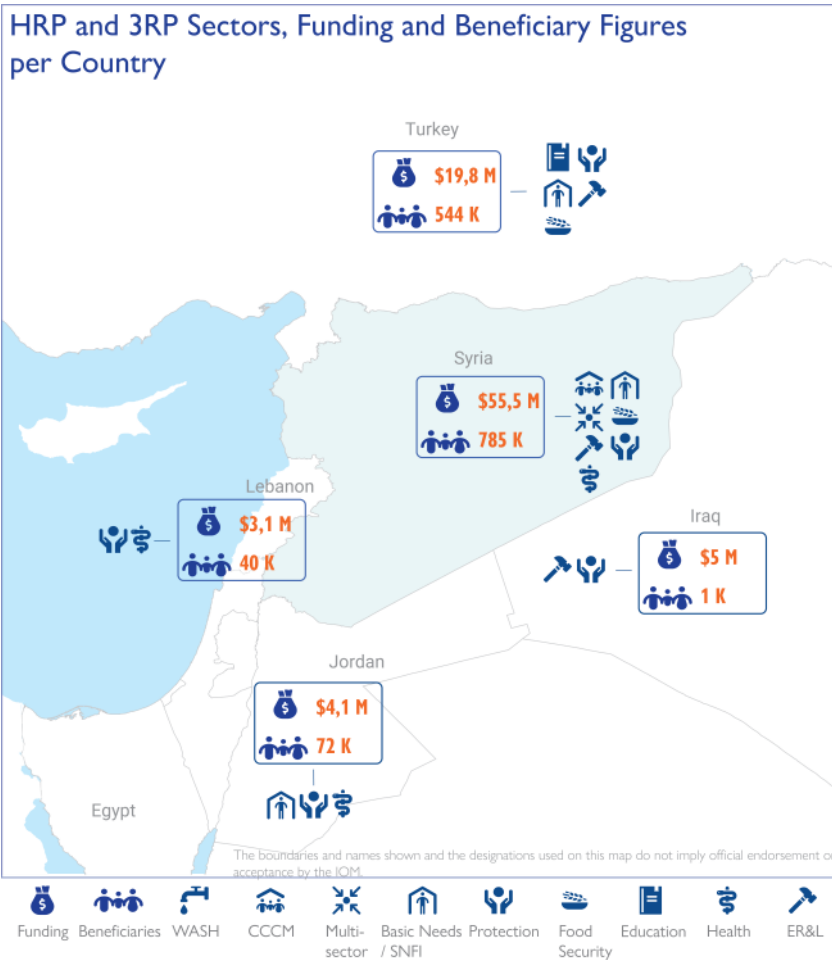 HRP and 3RP Sectors, Funding and Beneficiary Figures
per Country
Turkey
$19,8 M
544 K
Syria
$55,5 M
785 K
Lebanon
$3,1 M
40 K
Iraq
$5 M
1 K
Jordan
$4,1 M
72 K
Egypt
The boundaries and names shown and the designations used on this map do not imply official endorsement or
acceptance by the IOM.
Funding Beneficiaries WASH CCCM Multi- Basic Needs Protection Food Education Health ER&L
sector / SNFI Security